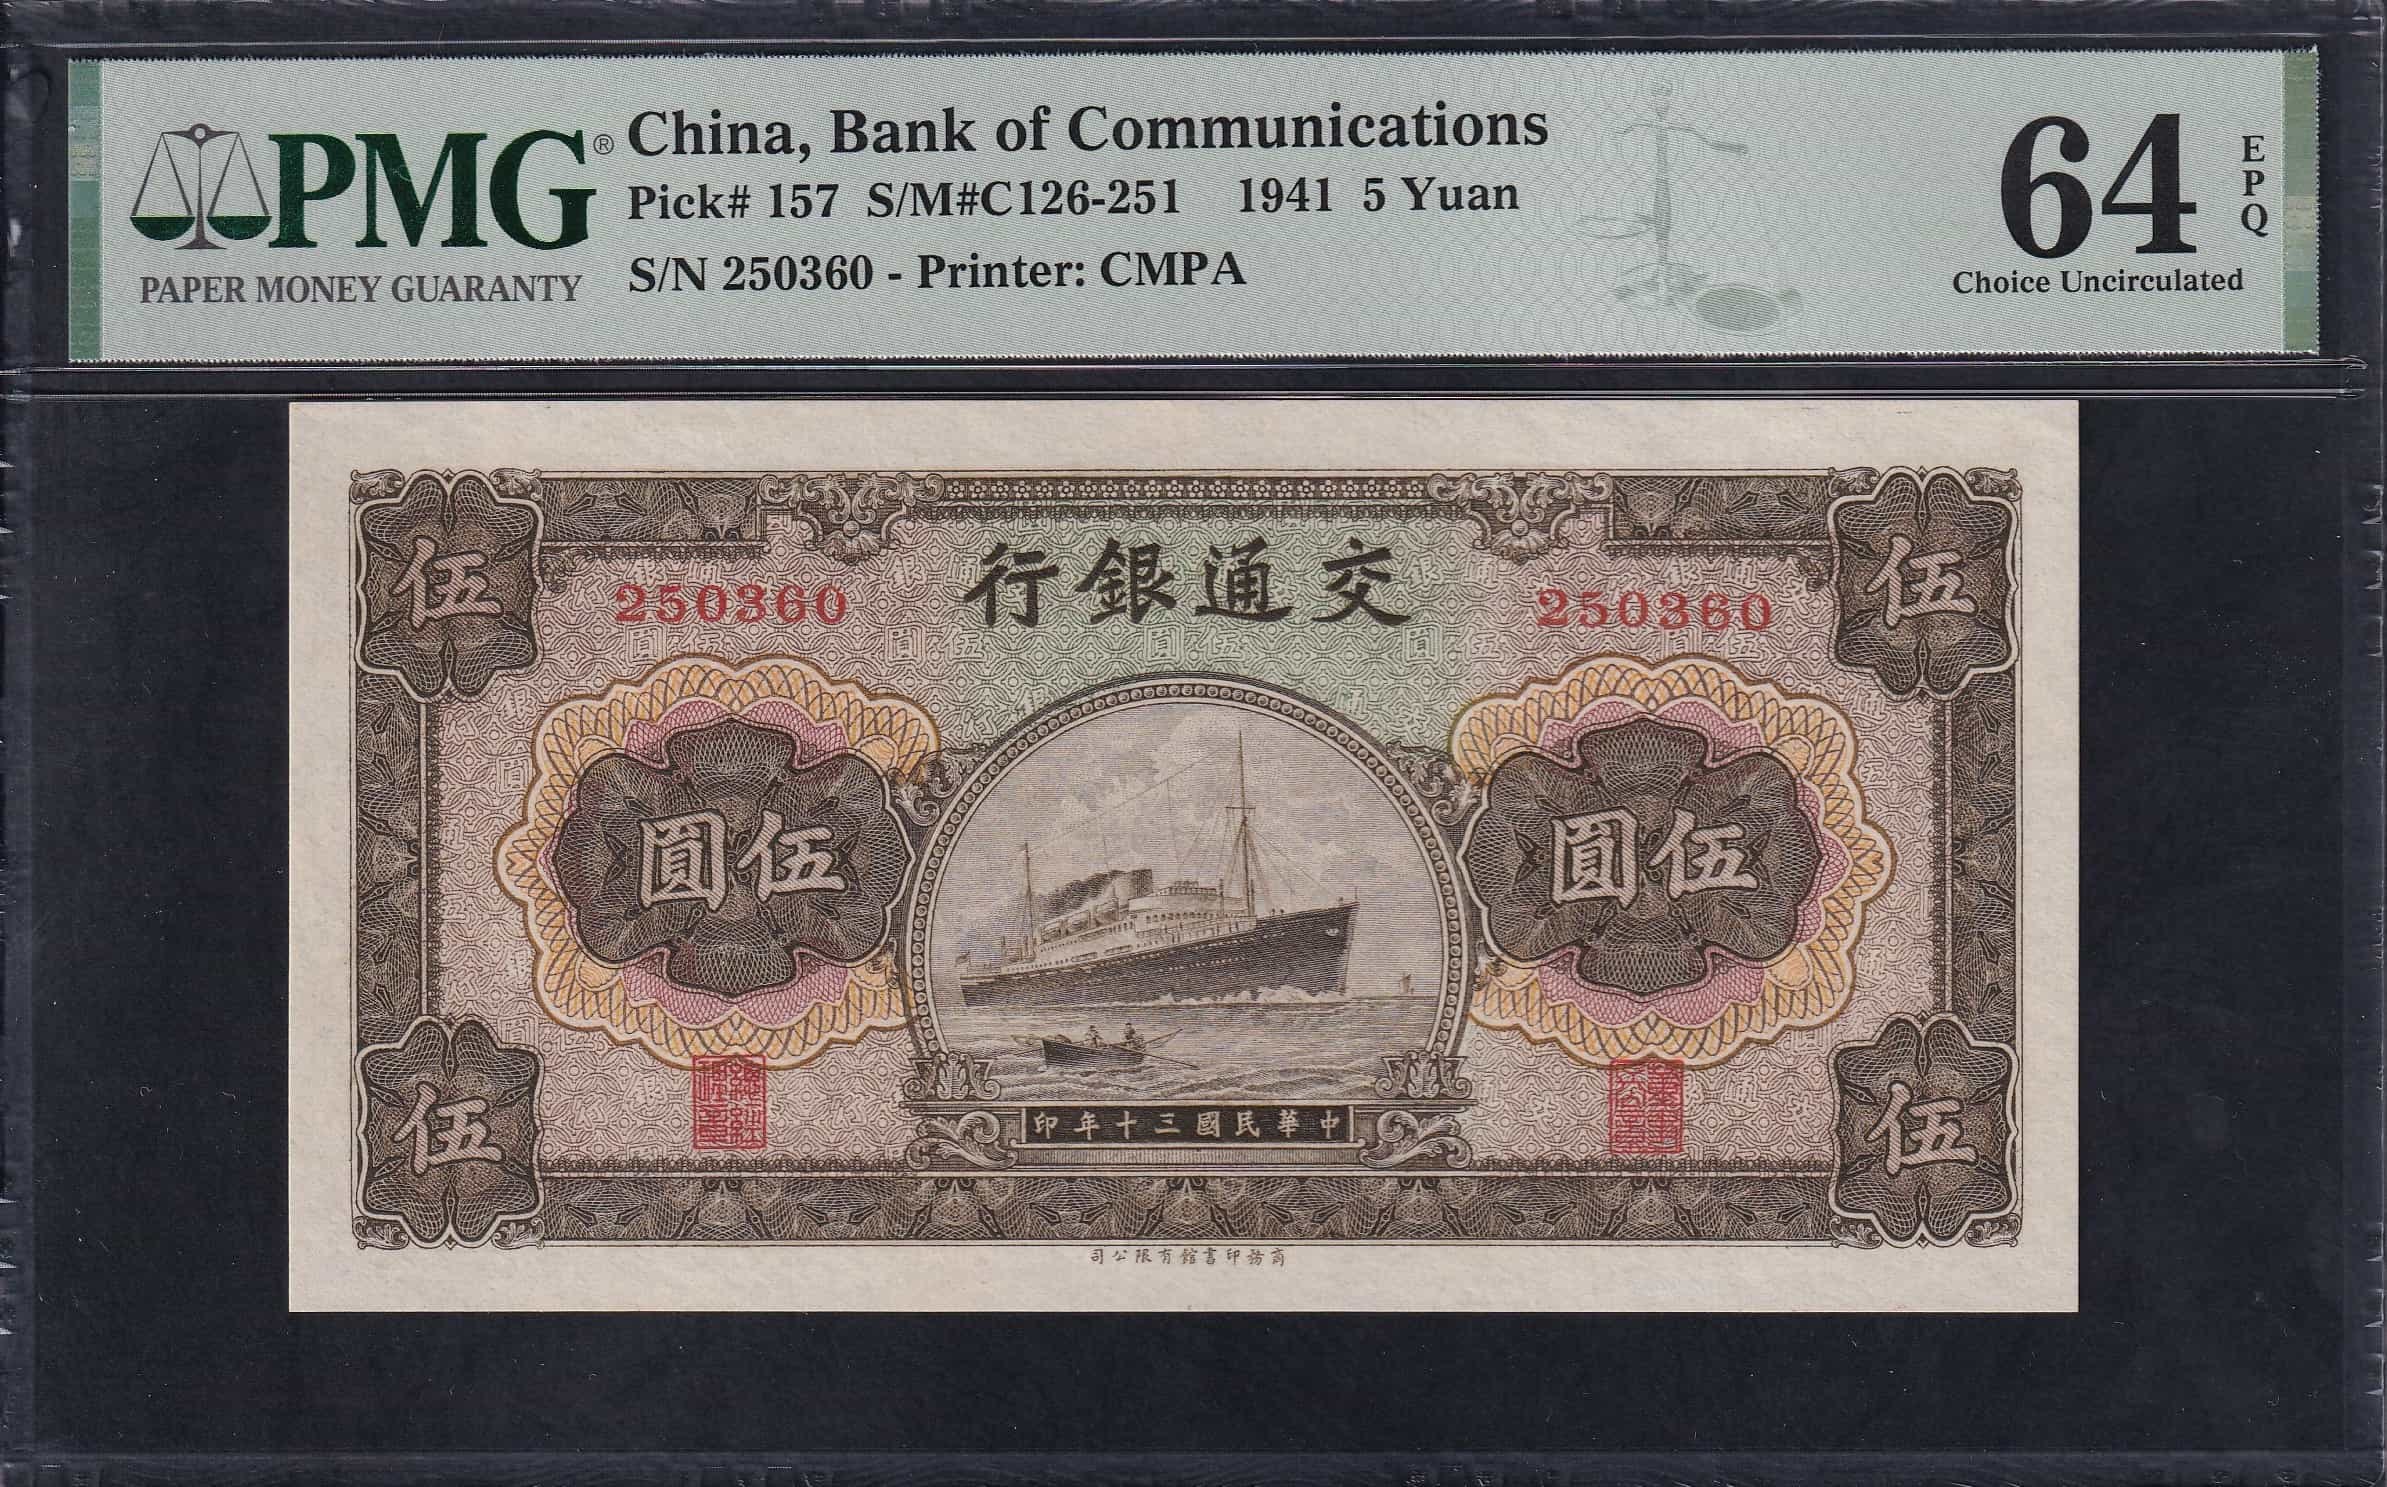 PMG®
PAPER MONEY GUARANTY
China, Bank of Communications
Pick# 157 S/M#C126-251 1941 5 Yuan
S/N 250360 - Printer: CMPA
64
EPQ
Choice Uncirculated
伍
伍
交通銀行
250360
250360
伍圓
伍圓
中華民國三十年印
伍
伍
商務印書館有限公司